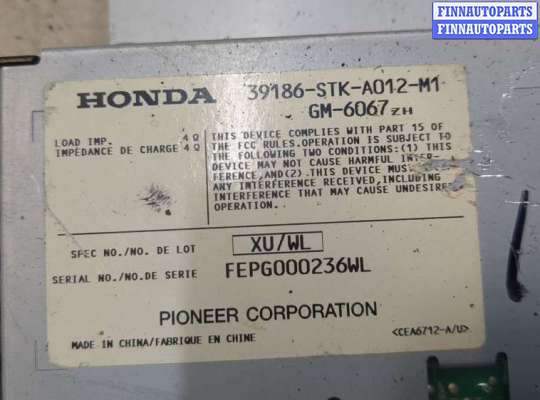 FINNAUTOPARTS
FINNAUTOPARTS
HONDA 39186-STK-A012-M1
GM-6067ZH
LOAD IMP. 4Ω
IMPÉDANCE DE CHARGE 4Ω
THIS DEVICE COMPLIES WITH PART 15 OF
THE FCC RULES.OPERATION IS SUBJECT TO
THE FOLLOWING TWO CONDITIONS:(1) THIS
DEVICE MAY NOT CAUSE HARMFUL INTER-
FERENCE,AND(2) THIS DEVICE MUST
ANY INTERFERENCE RECEIVED,INCLUDING
INTERFERENCE THAT MAY CAUSE UNDESIRED
OPERATION.
SPEC NO./NO. DE LOT XU/WL
SERIAL NO./NO.DE SERIE FEPG000236WL
PIONEER CORPORATION
MADE IN CHINA/FABRIQUE EN CHINE <CEA6712-A/U>